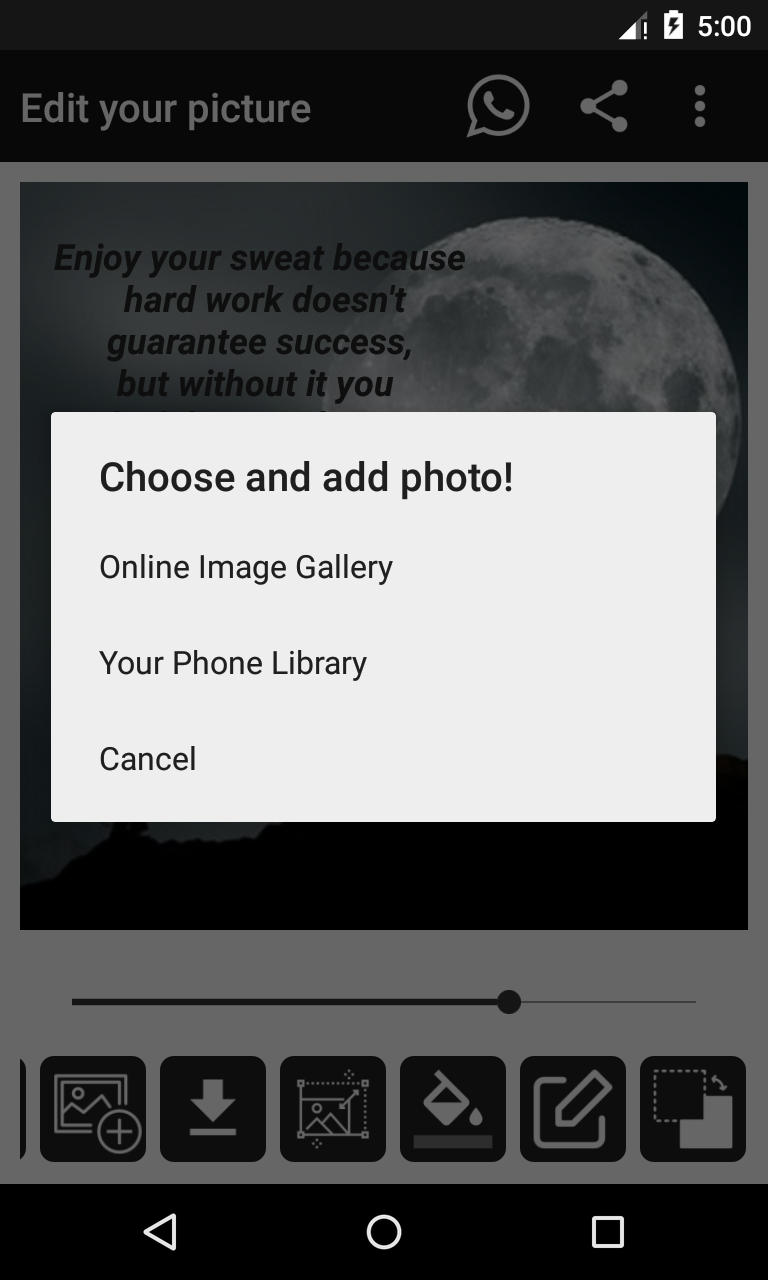 5:00
Edit your picture
Enjoy your sweat because
hard work doesn't
guarantee success,
but without it you
Choose and add photo!
Online Image Gallery
Your Phone Library
Cancel